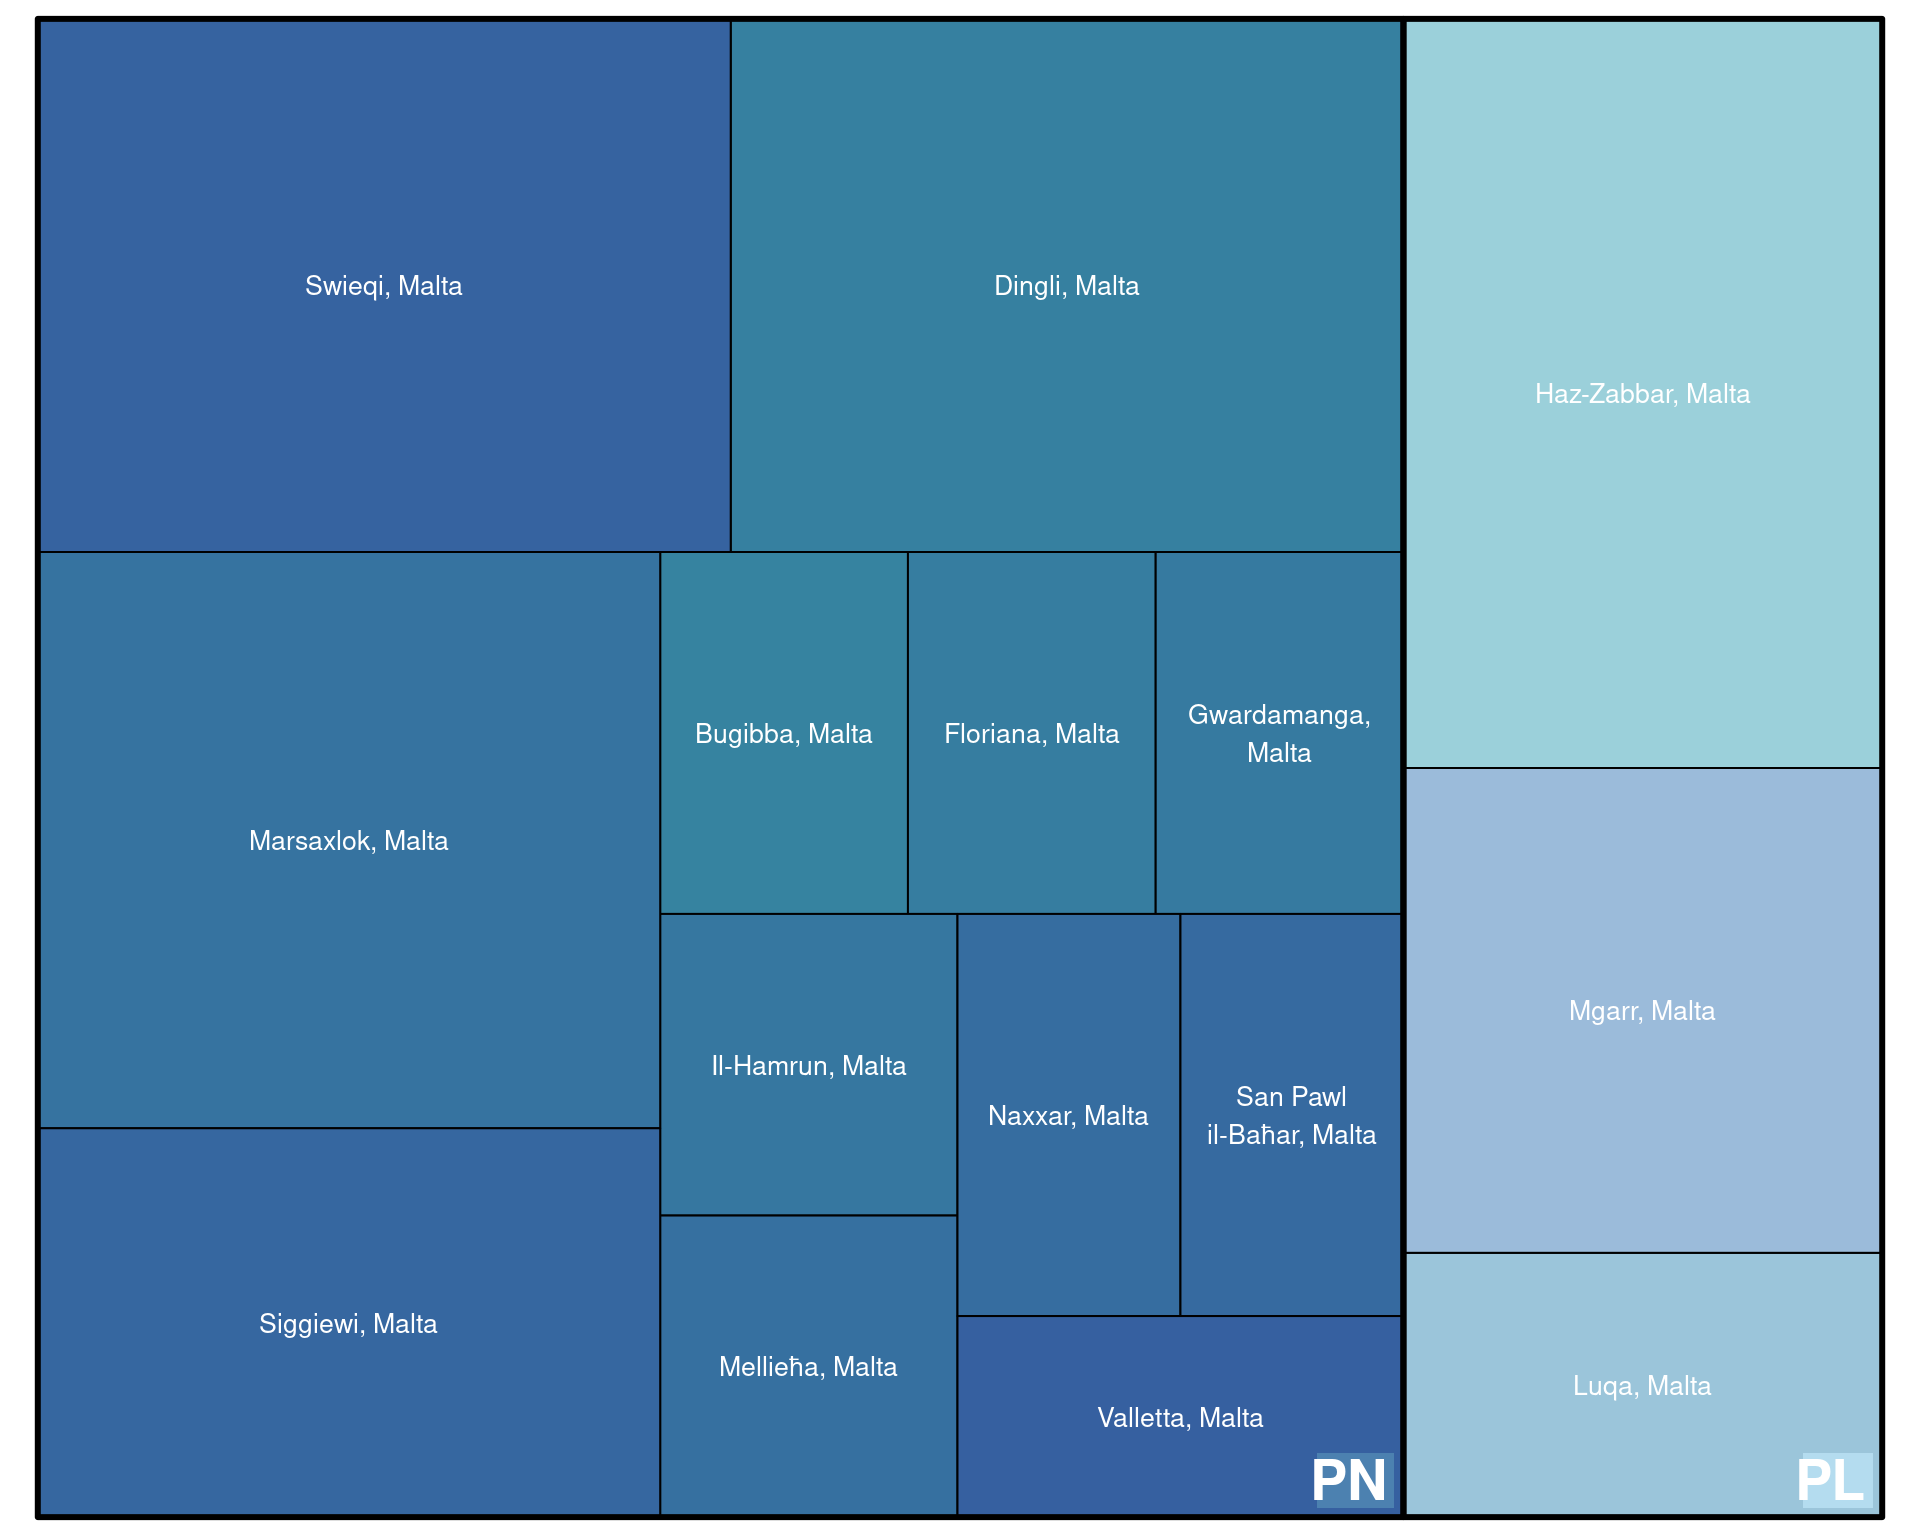 Swieqi, Malta
Dingli, Malta
Haz-Zabbar, Malta
Marsaxlok, Malta
Bugibba, Malta
Floriana, Malta
Gwardamanga,
Malta
Il-Hamrun, Malta
Naxxar, Malta
San Pawl
il-Baħar, Malta
Mgarr, Malta
Siggiewi, Malta
Mellieħa, Malta
Valletta, Malta
Luqa, Malta
PN
PL